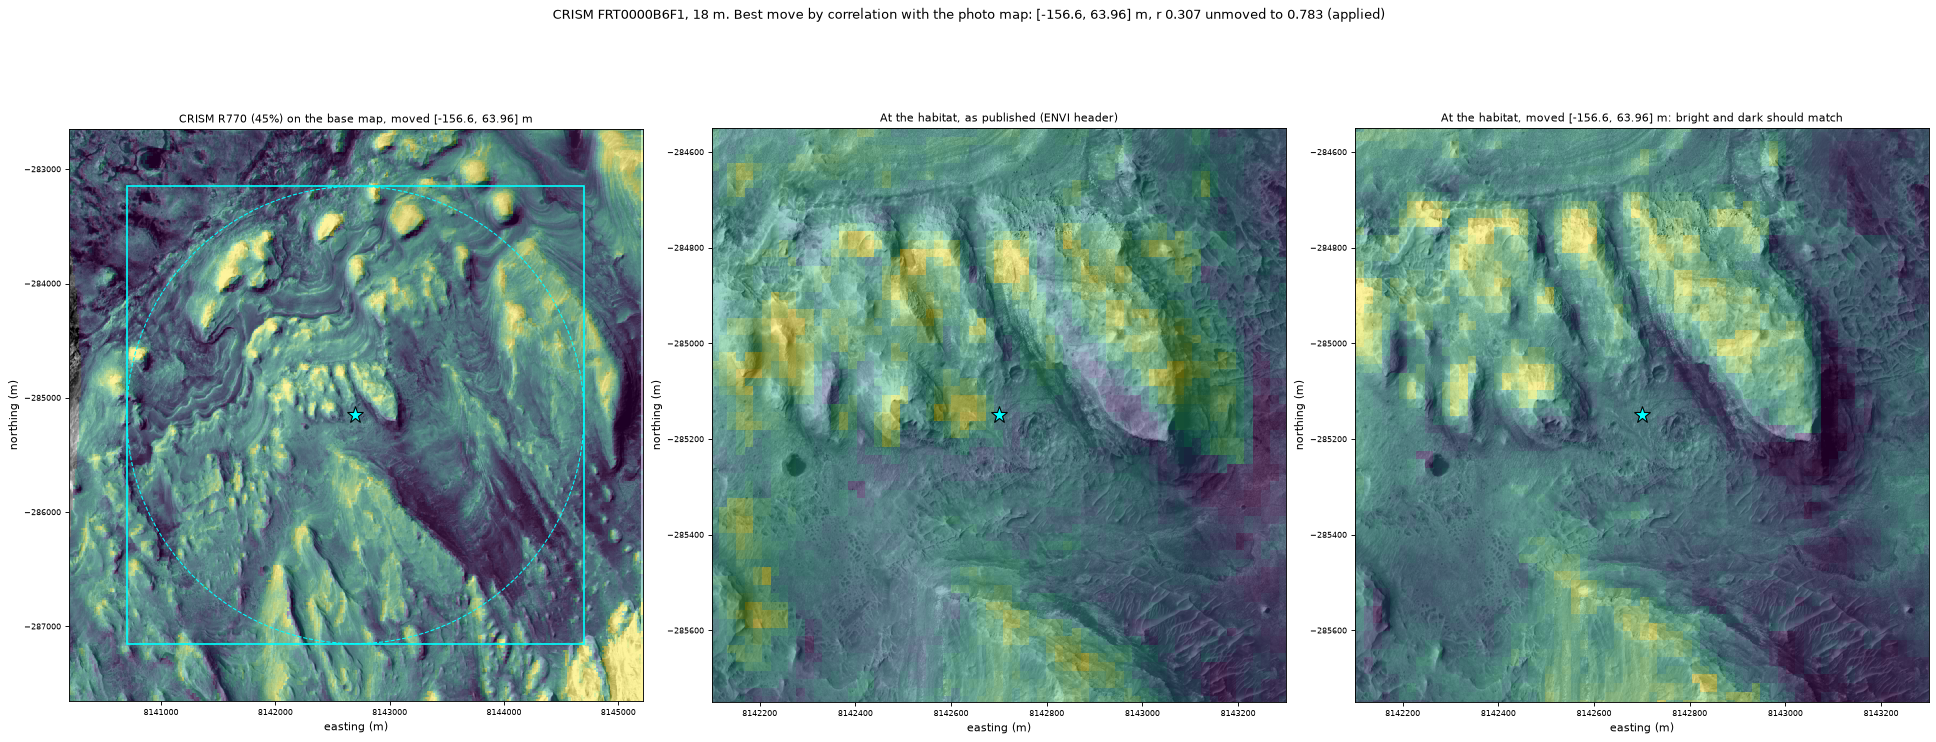 CRISM FRT0000B6F1, 18 m. Best move by correlation with the photo map: [-156.6, 63.96] m, r 0.307 unmoved to 0.783 (applied)
CRISM R770 (45%) on the base map, moved [-156.6, 63.96] m
−283000
−284000
−285000
−286000
−287000
northing (m)
8141000 8142000 8143000 8144000 8145000
easting (m)
At the habitat, as published (ENVI header)
−284600
−284800
−285000
−285200
−285400
−285600
northing (m)
8142200 8142400 8142600 8142800 8143000 8143200
easting (m)
At the habitat, moved [-156.6, 63.96] m: bright and dark should match
−284600
−284800
−285000
−285200
−285400
−285600
northing (m)
8142200 8142400 8142600 8142800 8143000 8143200
easting (m)